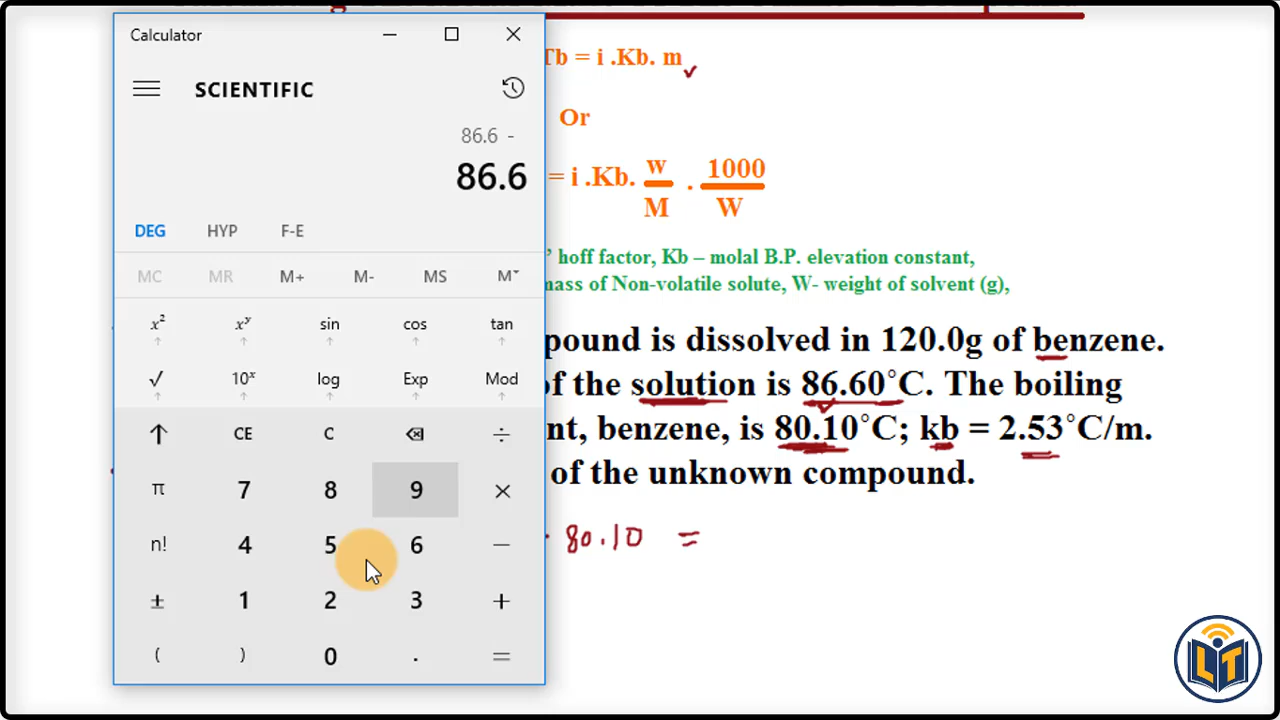 Calculator
SCIENTIFIC
86.6 -
86.6
DEG HYP F-E
MC MR M+ M- MS M˅
x² xʸ sin cos tan
√ 10ˣ log Exp Mod
↑ CE C ⌫ ÷
π 7 8 9 ×
n! 4 5 6 −
± 1 2 3 +
( ) 0 . =
Tb = i .Kb. m
Or
= i .Kb. w/M . 1000/W
' hoff factor, Kb – molal B.P. elevation constant,
mass of Non-volatile solute, W- weight of solvent (g),
pound is dissolved in 120.0g of benzene.
of the solution is 86.60°C. The boiling
nt, benzene, is 80.10°C; kb = 2.53°C/m.
of the unknown compound.
80.10 =
LT